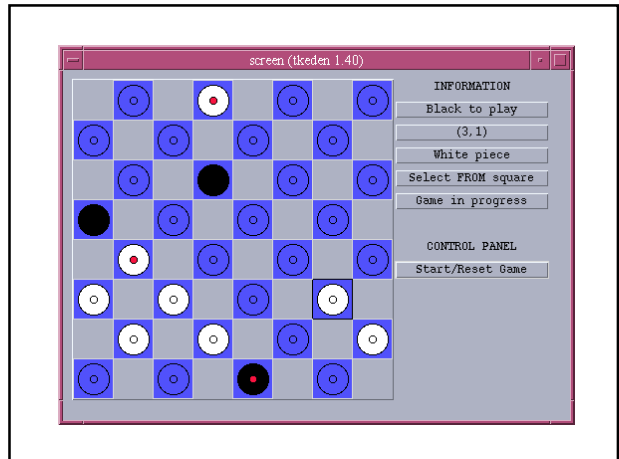 screen (tkeden 1.40)
INFORMATION
Black to play
(3,1)
White piece
Select FROM square
Game in progress
CONTROL PANEL
Start/Reset Game